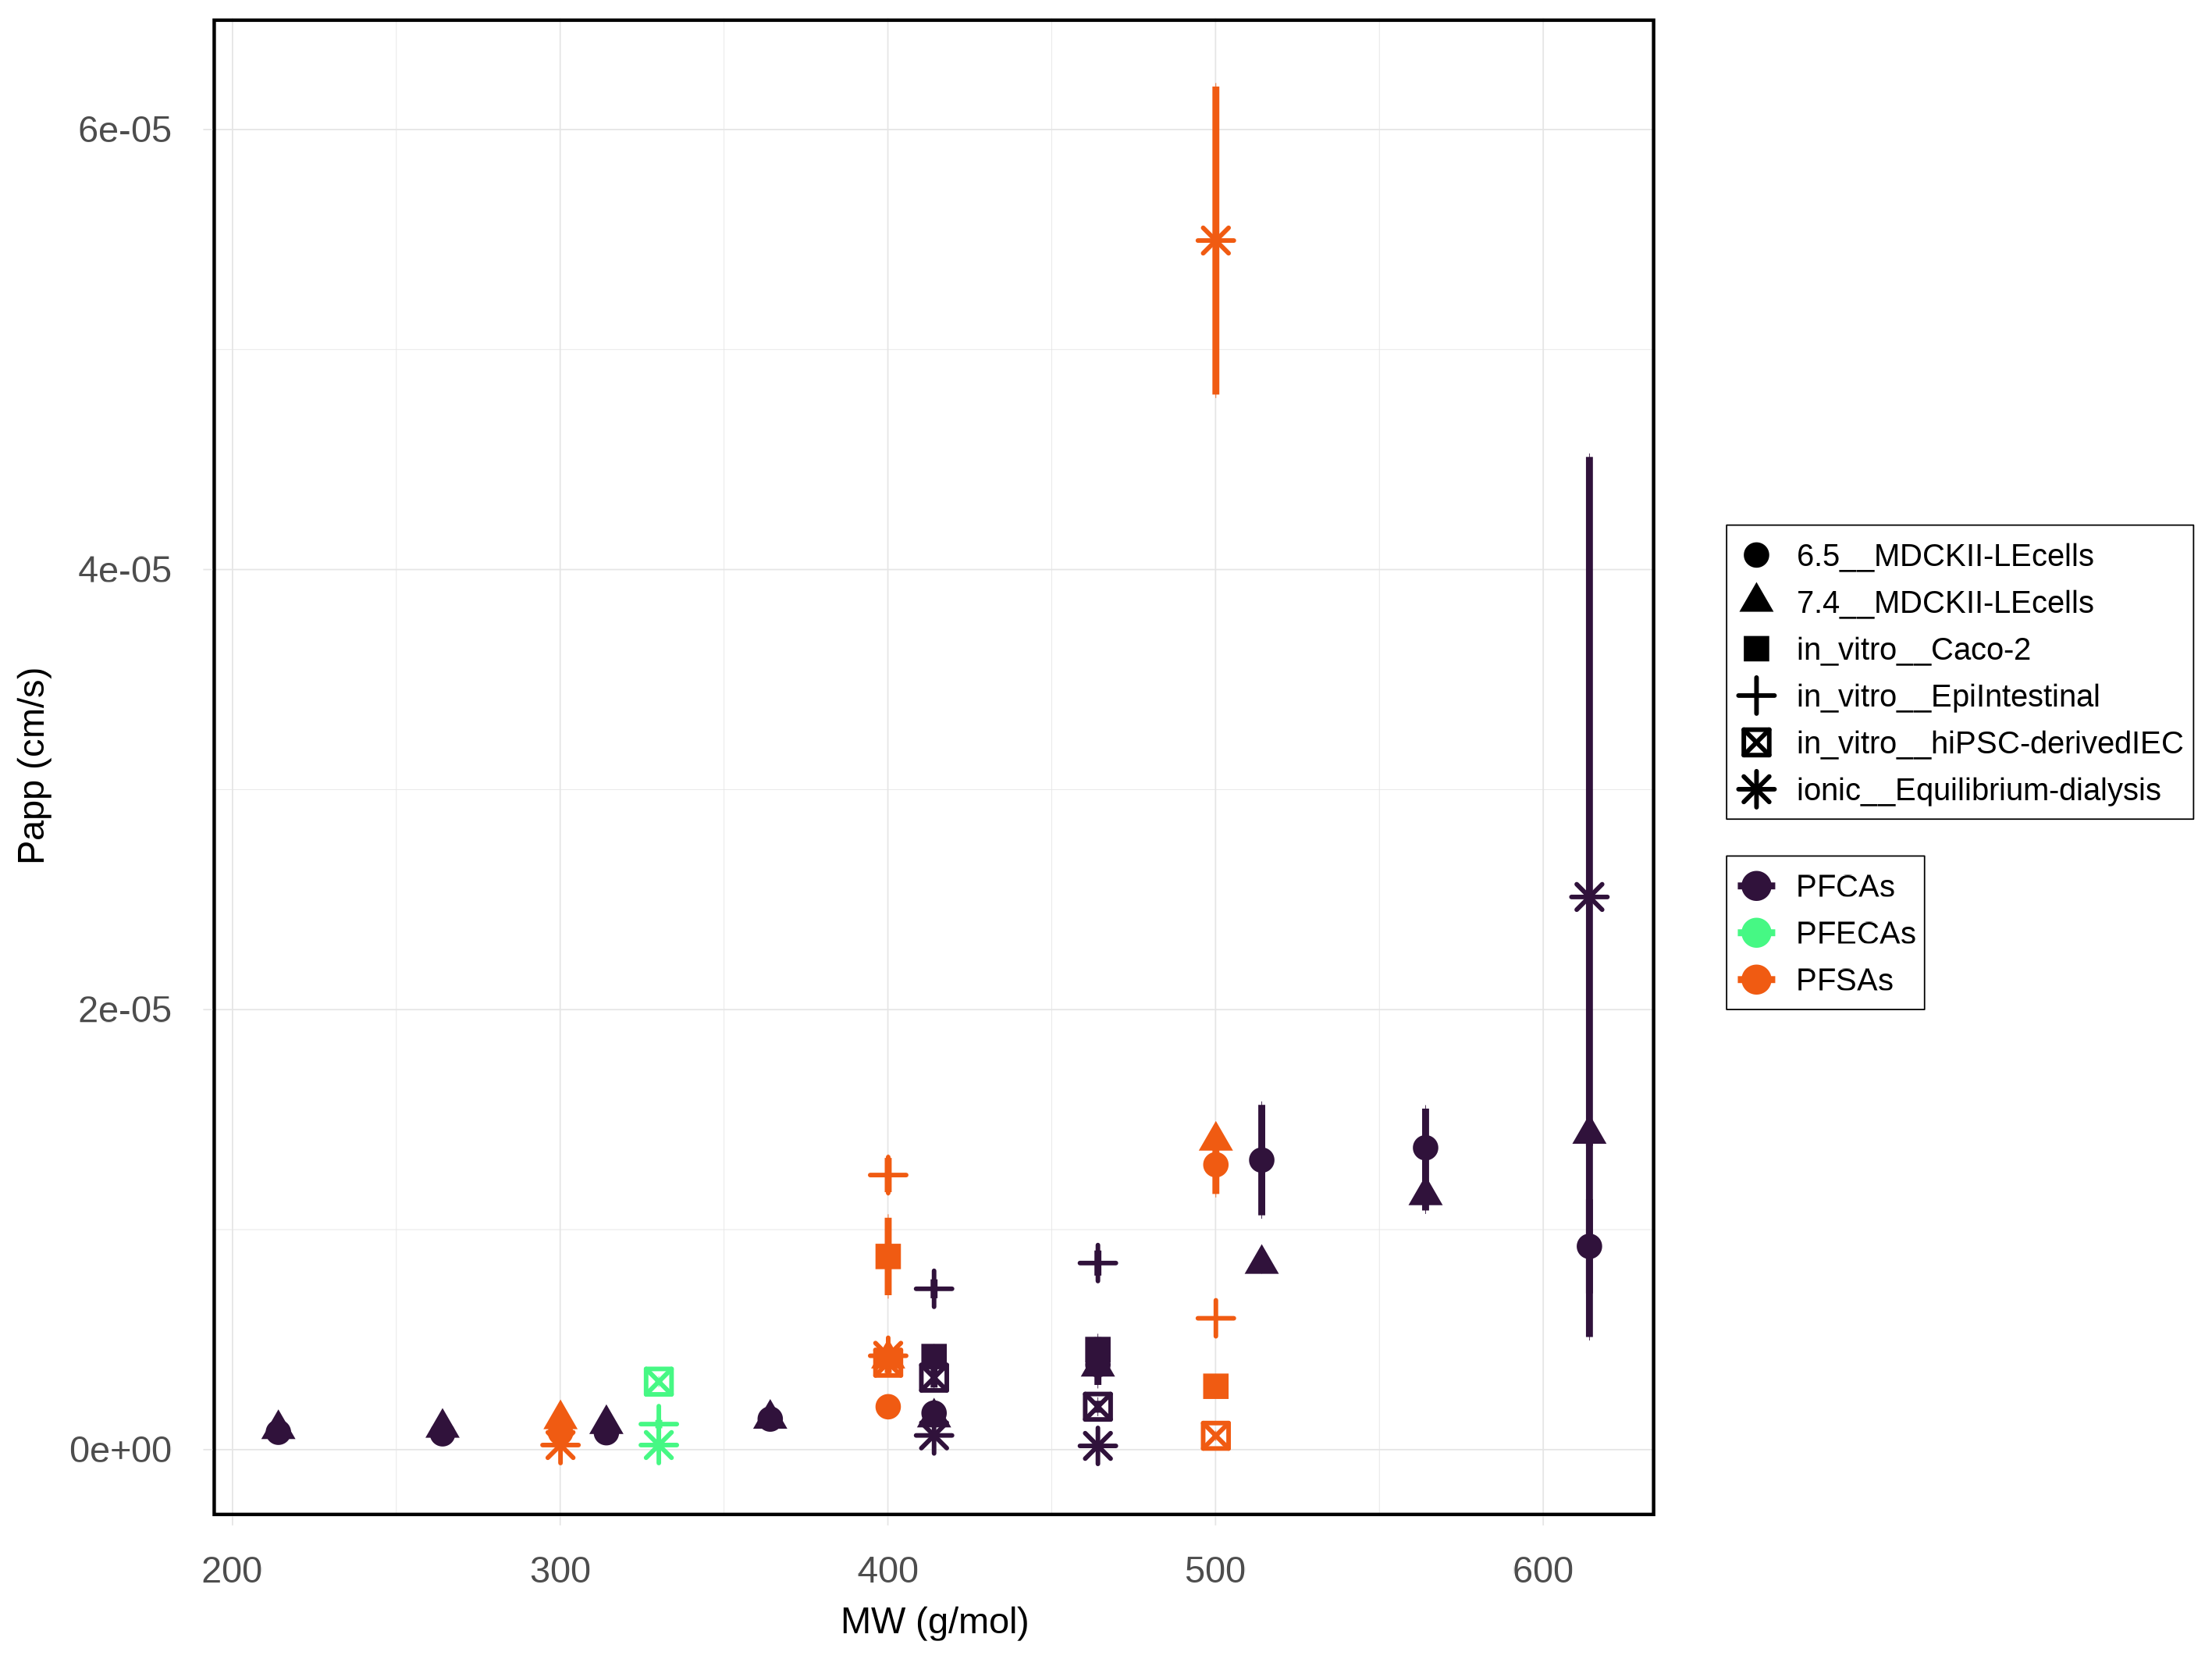 6e-05
4e-05
2e-05
0e+00
Papp (cm/s)
200 300 400 500 600
MW (g/mol)
6.5__MDCKII-LEcells
7.4__MDCKII-LEcells
in_vitro__Caco-2
in_vitro__EpiIntestinal
in_vitro__hiPSC-derivedIEC
ionic__Equilibrium-dialysis
PFCAs
PFECAs
PFSAs